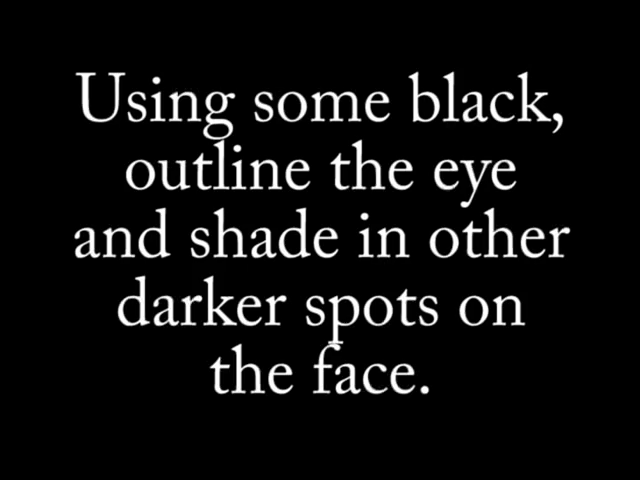 Using some black,
outline the eye
and shade in other
darker spots on
the face.